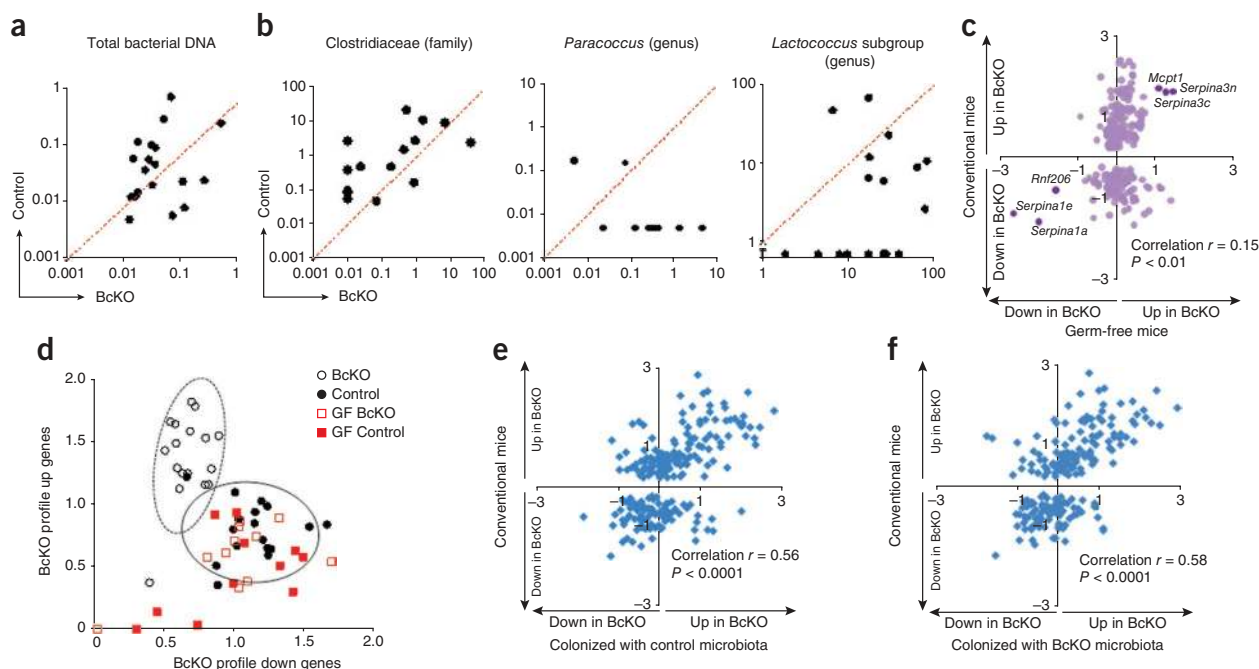 a
Total bacterial DNA
1
0.1
0.01
0.001
0.001
0.01
0.1
1
Control
BcKO
b
Clostridiaceae (family)
100
10
1
0.1
0.01
0.001
0.001
0.01
0.1
1
10
100
Control
BcKO
Paracoccus (genus)
10
1
0.1
0.01
0.001
0.001
0.01
0.1
1
10
Lactococcus subgroup
(genus)
100
10
1
1
10
100
c
Conventional mice
Up in BcKO
Down in BcKO
3
1
−3
−1
−1
1
3
−3
Mcpt1
Serpina3n
Serpina3c
Rnf206
Serpina1e
Serpina1a
Correlation r = 0.15
P < 0.01
Down in BcKO
Up in BcKO
Germ-free mice
d
BcKO profile up genes
2.0
1.5
1.0
0.5
0
0
0.5
1.0
1.5
2.0
BcKO profile down genes
BcKO
Control
GF BcKO
GF Control
e
Conventional mice
Up in BcKO
Down in BcKO
3
1
−3
−1
−1
1
3
−3
Correlation r = 0.56
P < 0.0001
Down in BcKO
Up in BcKO
Colonized with control microbiota
f
Conventional mice
Up in BcKO
Down in BcKO
3
1
−3
−1
−1
1
3
−3
Correlation r = 0.58
P < 0.0001
Down in BcKO
Up in BcKO
Colonized with BcKO microbiota